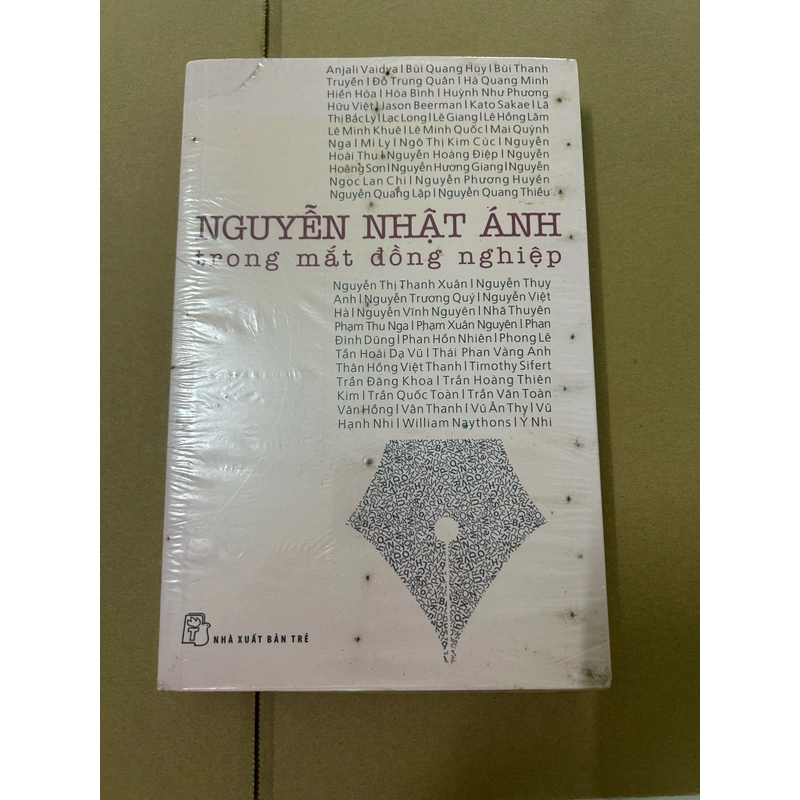 Anjali Vaidya | Bùi Quang Huy | Bùi Thanh
Truyền | Đỗ Trung Quân | Hà Quang Minh
Hiền Hòa | Hòa Bình | Huỳnh Như Phương
Hữu Việt | Jason Beerman | Kato Sakae | Lã
Thị Bắc Lý | Lạc Long | Lê Giang | Lê Hồng Lâm
Lê Minh Khuê | Lê Minh Quốc | Mai Quỳnh
Nga | Mi Ly | Ngô Thị Kim Cúc | Nguyễn
Hoài Thu | Nguyễn Hoàng Điệp | Nguyễn
Hoàng Sơn | Nguyễn Hương Giang | Nguyễn
Ngọc Lan Chi | Nguyễn Phương Huyền
Nguyễn Quang Lập | Nguyễn Quang Thiều
NGUYỄN NHẬT ÁNH
trong mắt đồng nghiệp
Nguyễn Thị Thanh Xuân | Nguyễn Thụy
Anh | Nguyễn Trương Quý | Nguyễn Việt
Hà | Nguyễn Vĩnh Nguyên | Nhã Thuyên
Phạm Thu Nga | Phạm Xuân Nguyên | Phan
Đình Dũng | Phan Hồn Nhiên | Phong Lê
Tần Hoài Dạ Vũ | Thái Phan Vàng Anh
Thân Hồng Việt Thanh | Timothy Sifert
Trần Đăng Khoa | Trần Hoàng Thiên
Kim | Trần Quốc Toàn | Trần Văn Toàn
Văn Hồng | Vân Thanh | Vũ Ân Thy | Vũ
Hạnh Nhi | William Naythons | Ý Nhi
NHÀ XUẤT BẢN TRẺ